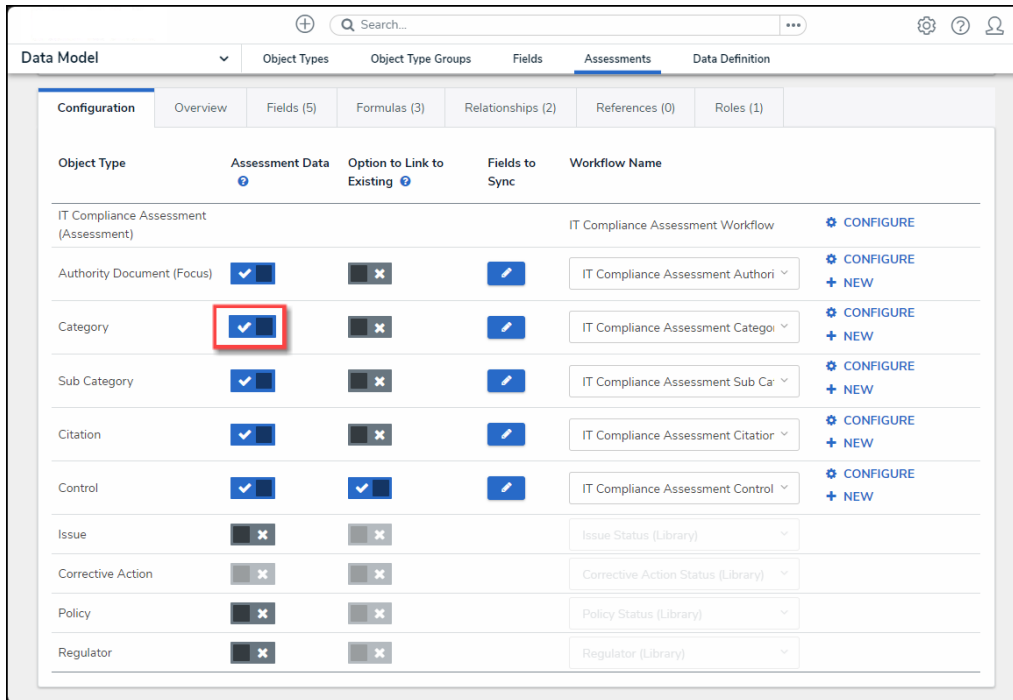 Search...
Data Model
Object Types
Object Type Groups
Fields
Assessments
Data Definition
Configuration
Overview
Fields (5)
Formulas (3)
Relationships (2)
References (0)
Roles (1)
Object Type
Assessment Data
Option to Link to
Existing
Fields to
Sync
Workflow Name
IT Compliance Assessment
(Assessment)
IT Compliance Assessment Workflow
CONFIGURE
Authority Document (Focus)
IT Compliance Assessment Authori
CONFIGURE
+ NEW
Category
IT Compliance Assessment Catego
CONFIGURE
+ NEW
Sub Category
IT Compliance Assessment Sub Ca
CONFIGURE
+ NEW
Citation
IT Compliance Assessment Citation
CONFIGURE
+ NEW
Control
IT Compliance Assessment Control
CONFIGURE
+ NEW
Issue
Issue Status (Library)
Corrective Action
Corrective Action Status (Library)
Policy
Policy Status (Library)
Regulator
Regulator (Library)